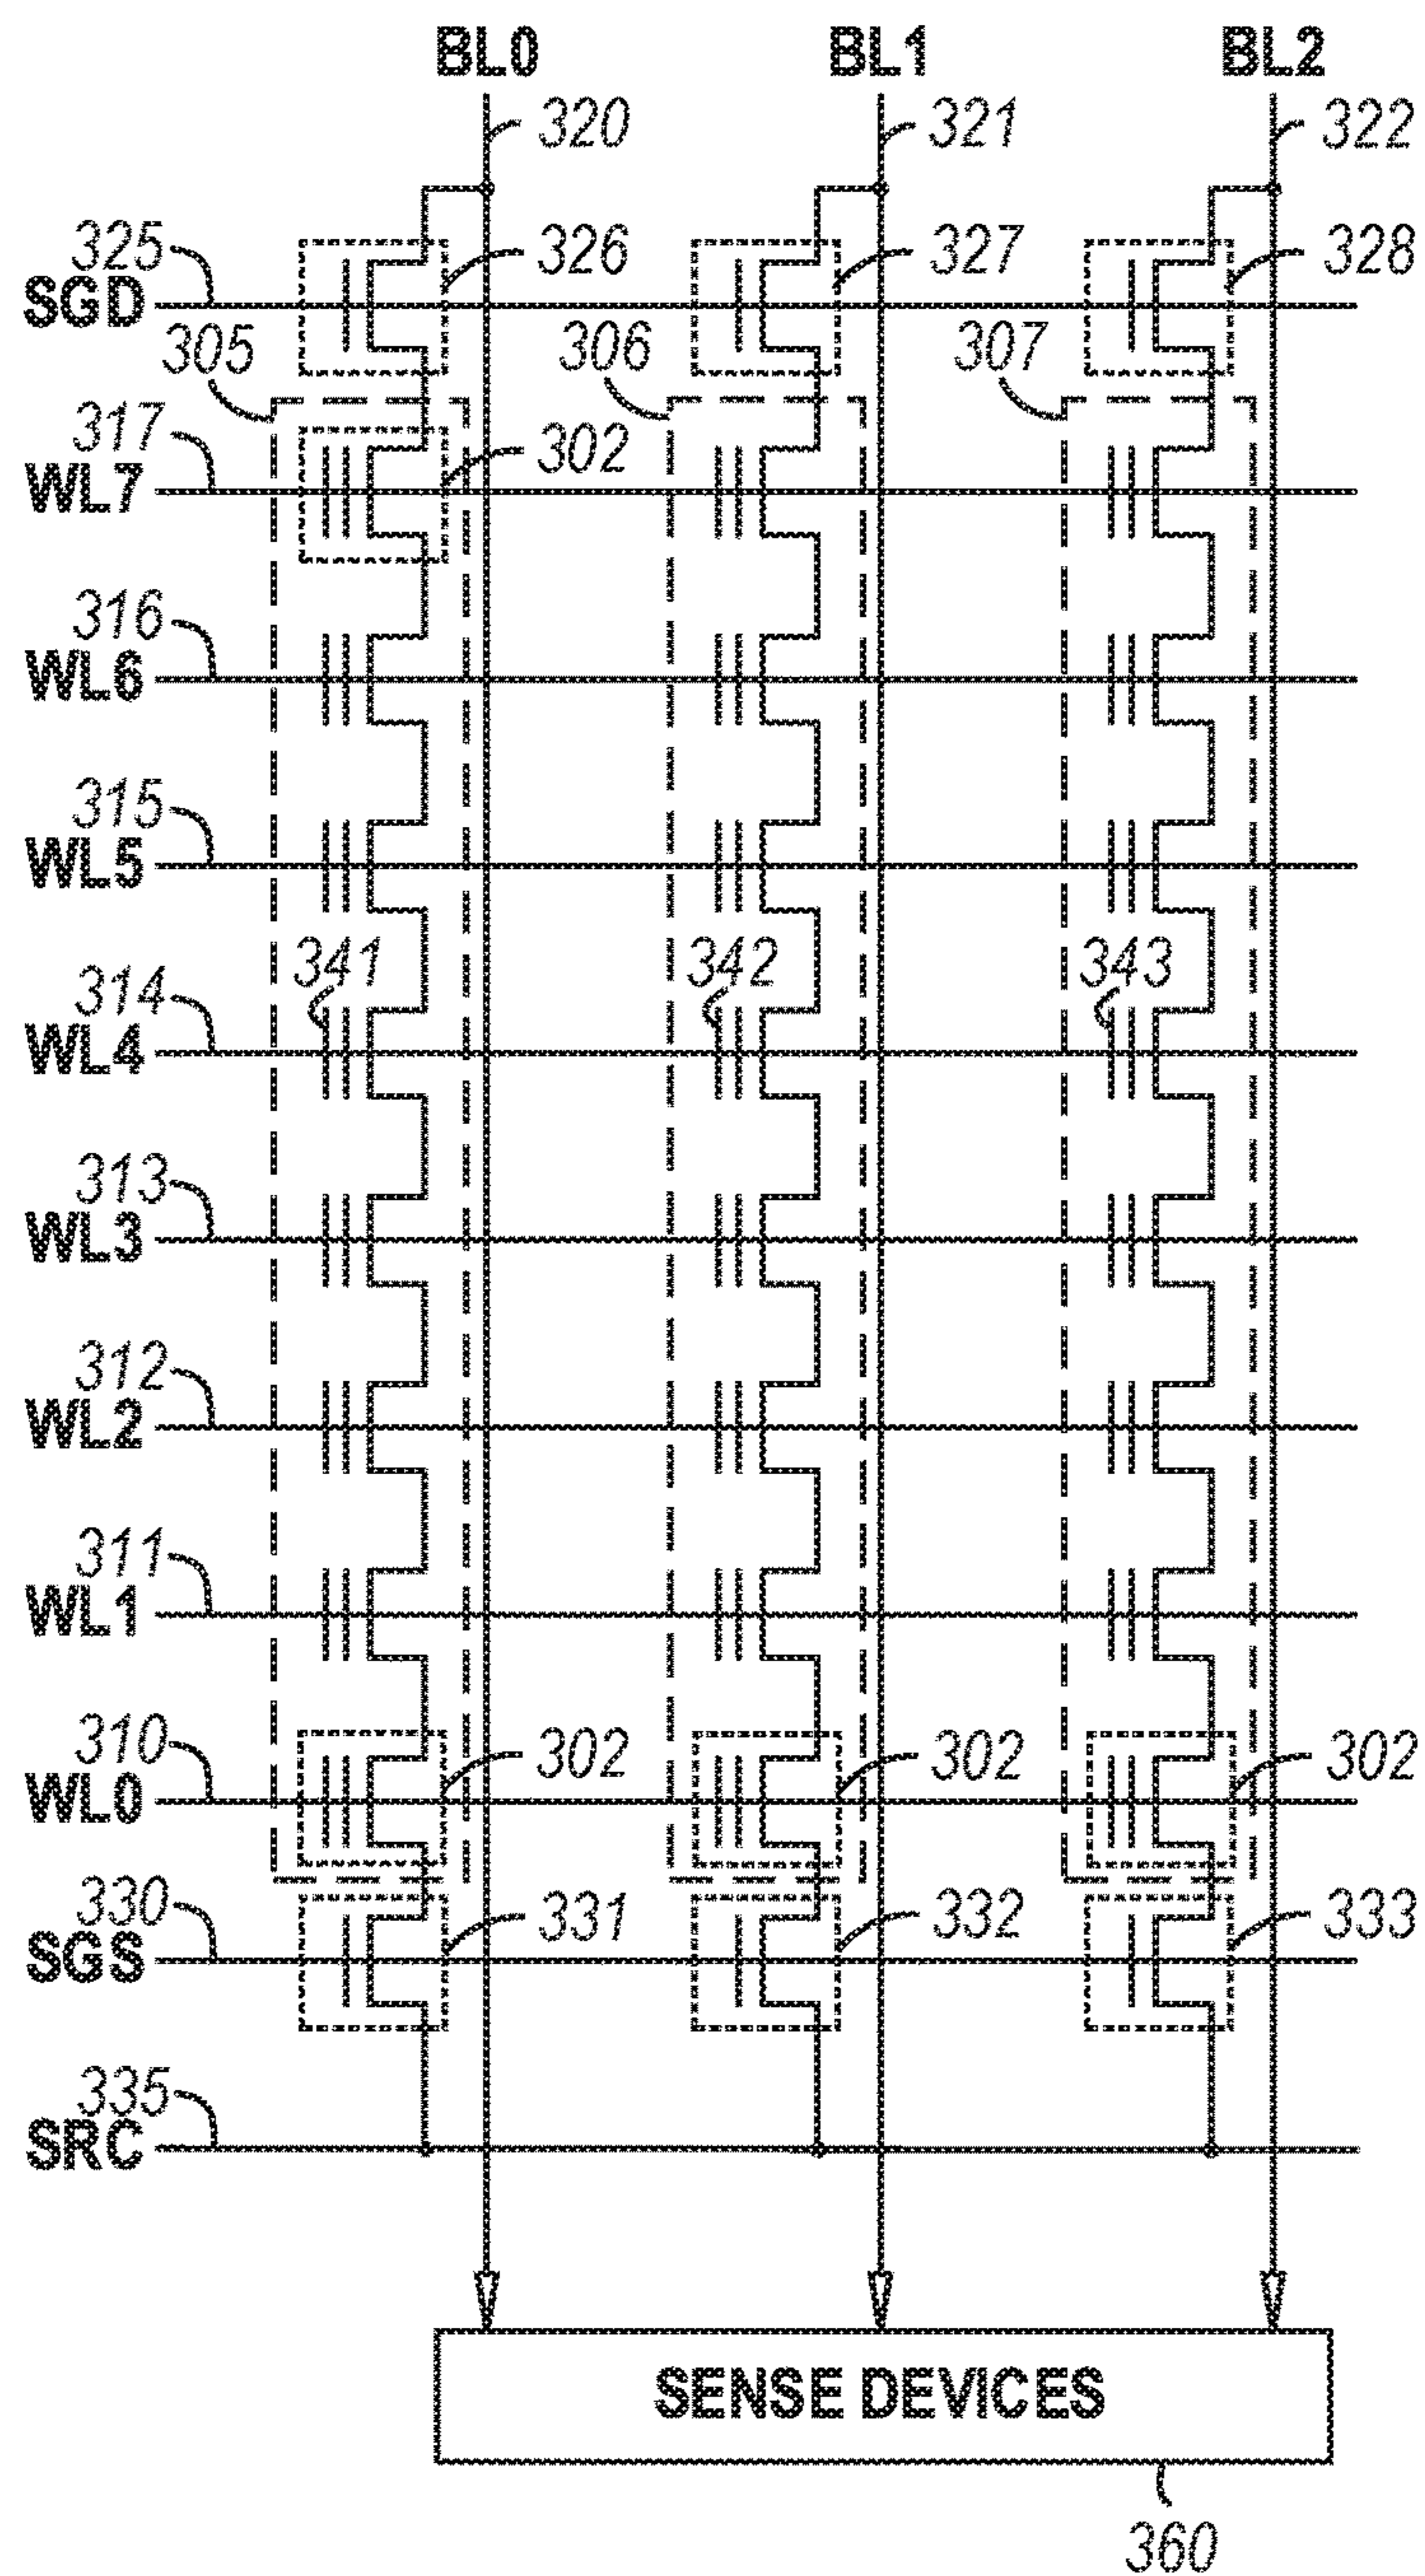 BL0 BL1 BL2
320 321 322
325 326 327 328
SGD
305 306 307
317 302
WL7
316
WL6
315
WL5
341 342 343
314
WL4
313
WL3
312
WL2
311
WL1
310 302 302 302
WL0
330 331 332 333
SGS
335
SRC
SENSE DEVICES
360